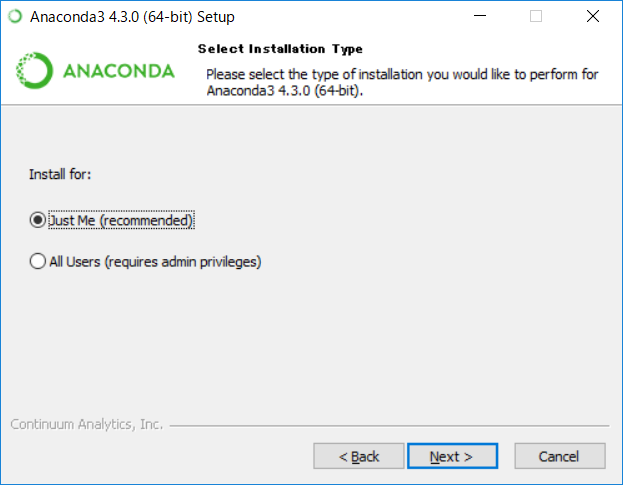 Anaconda3 4.3.0 (64-bit) Setup
Select Installation Type
ANACONDA
Please select the type of installation you would like to perform for
Anaconda3 4.3.0 (64-bit).
Install for:
Just Me (recommended)
All Users (requires admin privileges)
Continuum Analytics, Inc.
< Back
Next >
Cancel